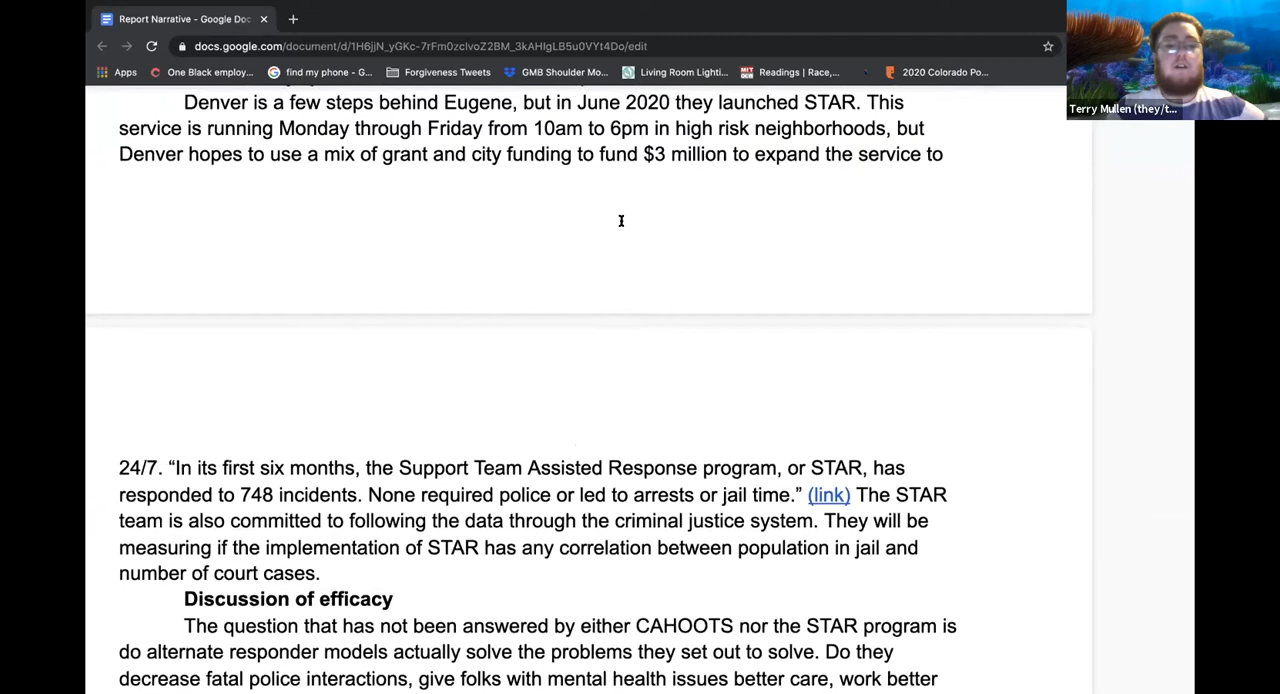 Report Narrative - Google Doc
docs.google.com/document/d/1H6jjN_yGKc-7rFm0zcIvoZ2BM_3kAHIgLB5u0VYt4Do/edit
Apps
One Black employ...
find my phone - G...
Forgiveness Tweets
GMB Shoulder Mo...
Living Room Lighti...
Readings | Race,...
2020 Colorado Po...
Terry Mullen (they/t...
Denver is a few steps behind Eugene, but in June 2020 they launched STAR. This
service is running Monday through Friday from 10am to 6pm in high risk neighborhoods, but
Denver hopes to use a mix of grant and city funding to fund $3 million to expand the service to
24/7. “In its first six months, the Support Team Assisted Response program, or STAR, has
responded to 748 incidents. None required police or led to arrests or jail time.” (link) The STAR
team is also committed to following the data through the criminal justice system. They will be
measuring if the implementation of STAR has any correlation between population in jail and
number of court cases.
Discussion of efficacy
The question that has not been answered by either CAHOOTS nor the STAR program is
do alternate responder models actually solve the problems they set out to solve. Do they
decrease fatal police interactions, give folks with mental health issues better care, work better